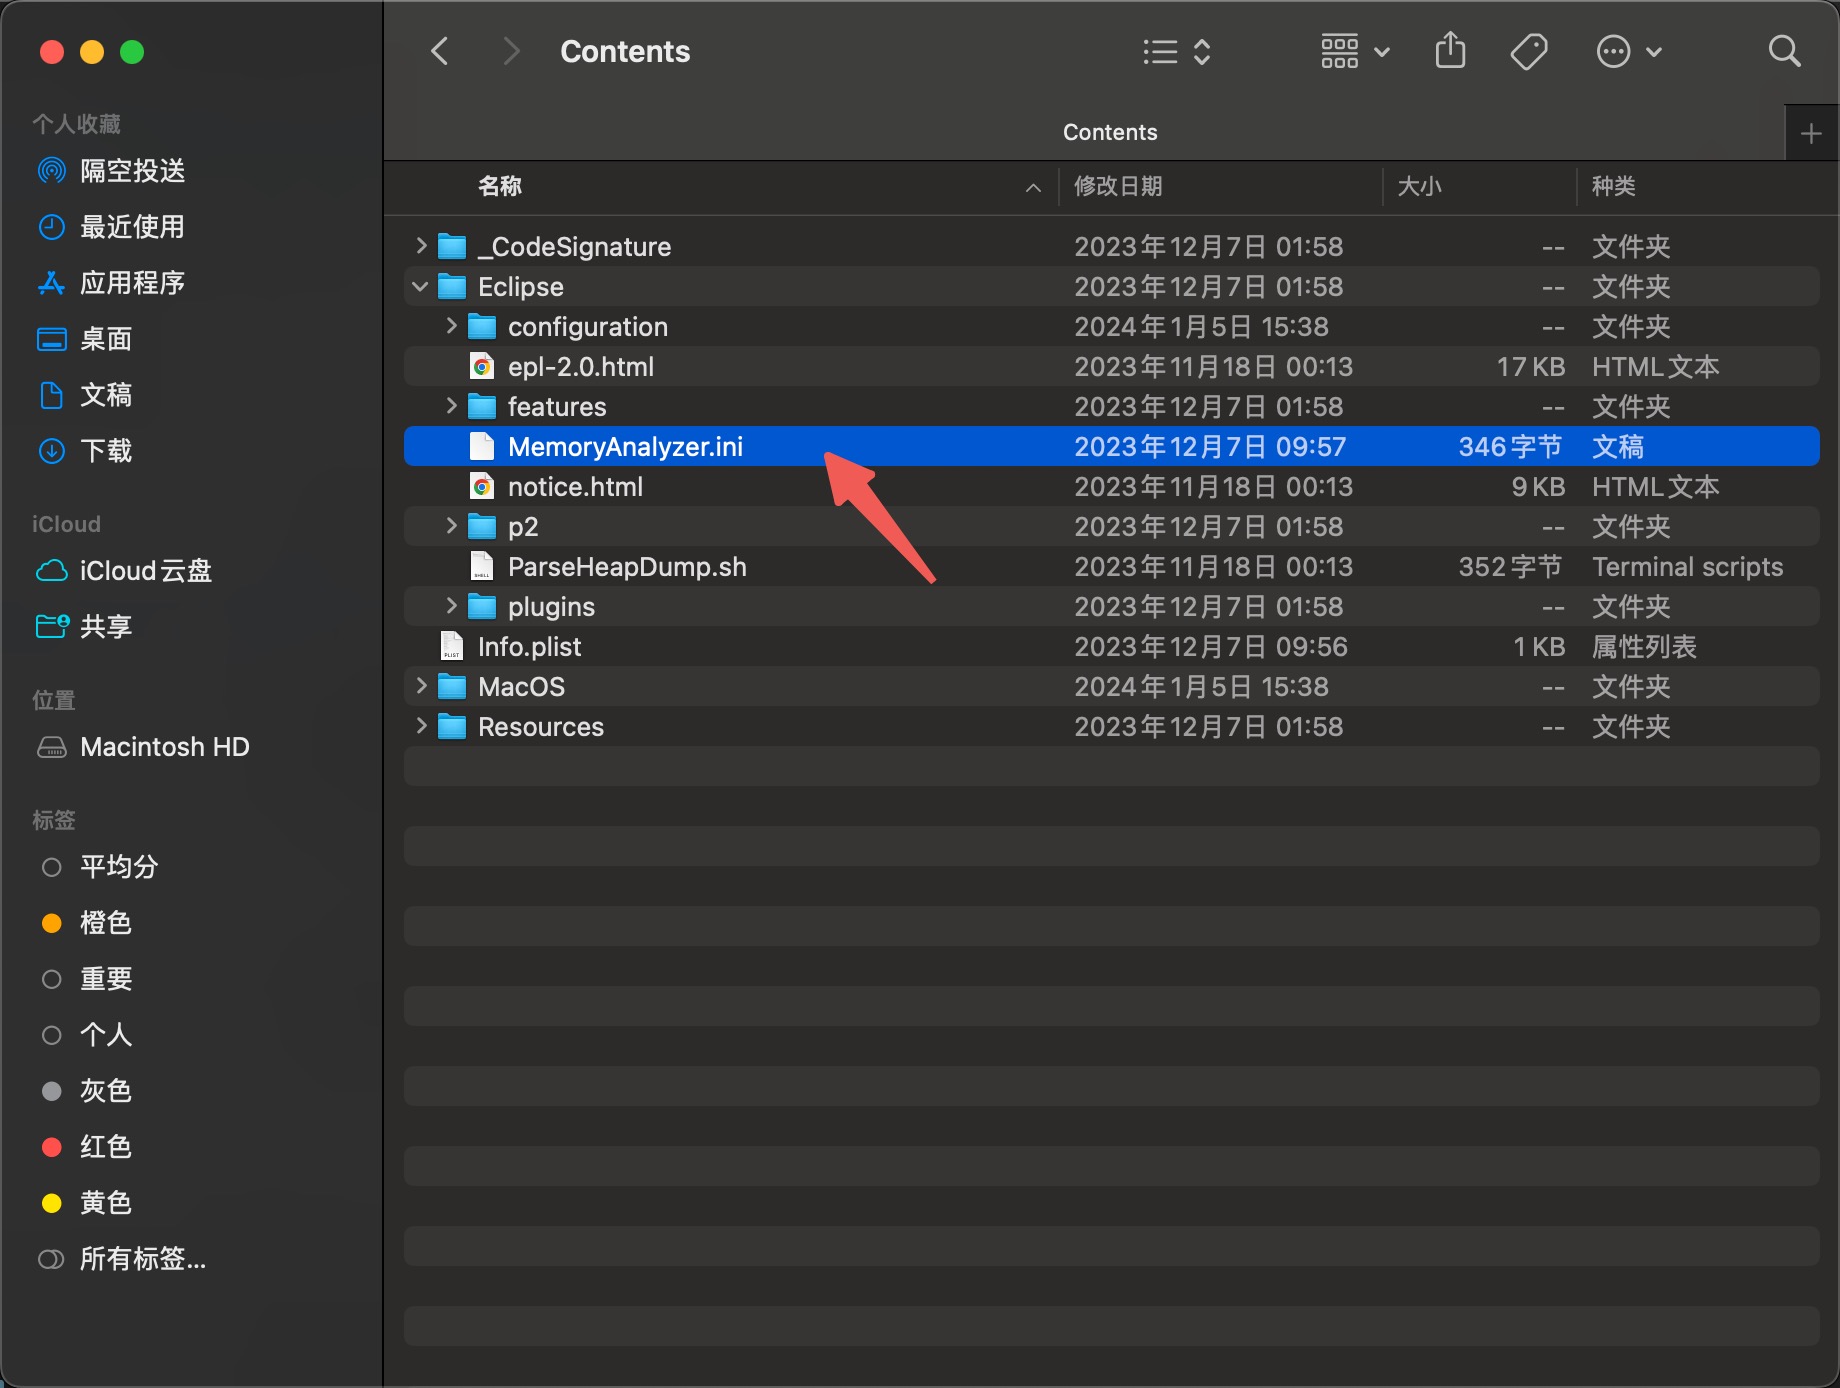 Contents
Contents
个人收藏
隔空投送
最近使用
应用程序
桌面
文稿
下载
iCloud
iCloud云盘
共享
位置
Macintosh HD
标签
平均分
橙色
重要
个人
灰色
红色
黄色
所有标签...
名称 修改日期 大小 种类
_CodeSignature 2023年12月7日 01:58 -- 文件夹
Eclipse 2023年12月7日 01:58 -- 文件夹
configuration 2024年1月5日 15:38 -- 文件夹
epl-2.0.html 2023年11月18日 00:13 17 KB HTML文本
features 2023年12月7日 01:58 -- 文件夹
MemoryAnalyzer.ini 2023年12月7日 09:57 346字节 文稿
notice.html 2023年11月18日 00:13 9 KB HTML文本
p2 2023年12月7日 01:58 -- 文件夹
ParseHeapDump.sh 2023年11月18日 00:13 352字节 Terminal scripts
plugins 2023年12月7日 01:58 -- 文件夹
Info.plist 2023年12月7日 09:56 1 KB 属性列表
MacOS 2024年1月5日 15:38 -- 文件夹
Resources 2023年12月7日 01:58 -- 文件夹
SHELL
PLIST